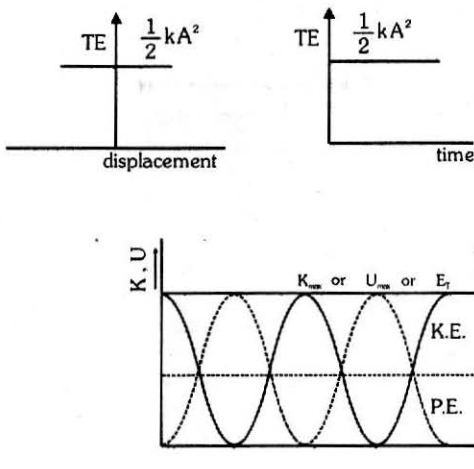 TE 1/2 kA²
displacement
TE 1/2 kA²
time
K, U
K_max or U_max or E_T
K.E.
P.E.